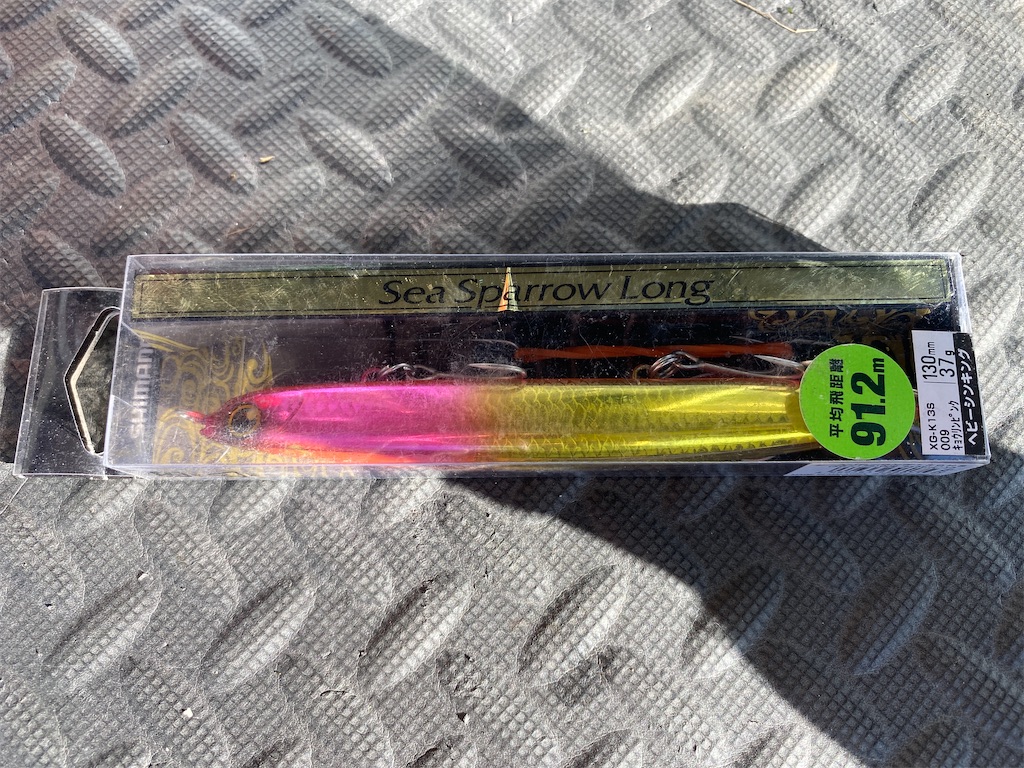 Sea Sparrow Long
SHIMANO
平均飛距離
91.2m
XG-K13S
009
ｷｮｳﾘﾝﾋﾟﾝｸ
130mm
37g
ヘビーシンキング